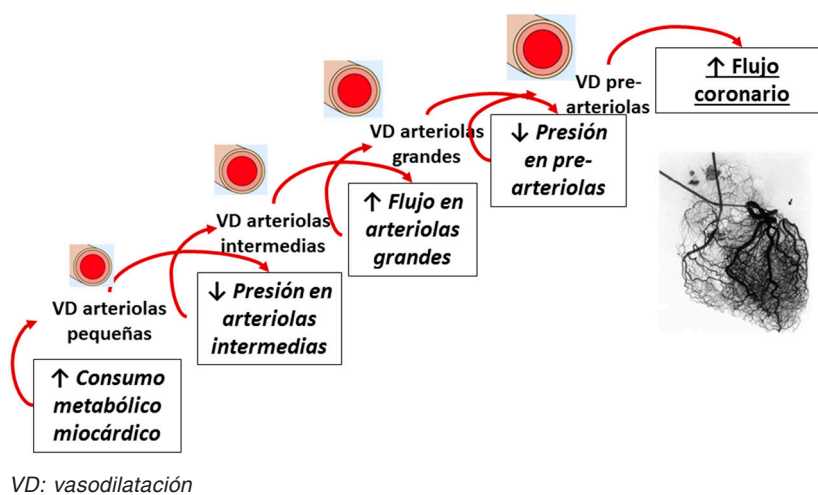 ↑ Consumo
metabólico
miocárdico
VD arteriolas
pequeñas
↓ Presión en
arteriolas
intermedias
VD arteriolas
intermedias
↑ Flujo en
arteriolas
grandes
VD arteriolas
grandes
↓ Presión
en pre-
arteriolas
VD pre-
arteriolas
↑ Flujo
coronario
VD: vasodilatación